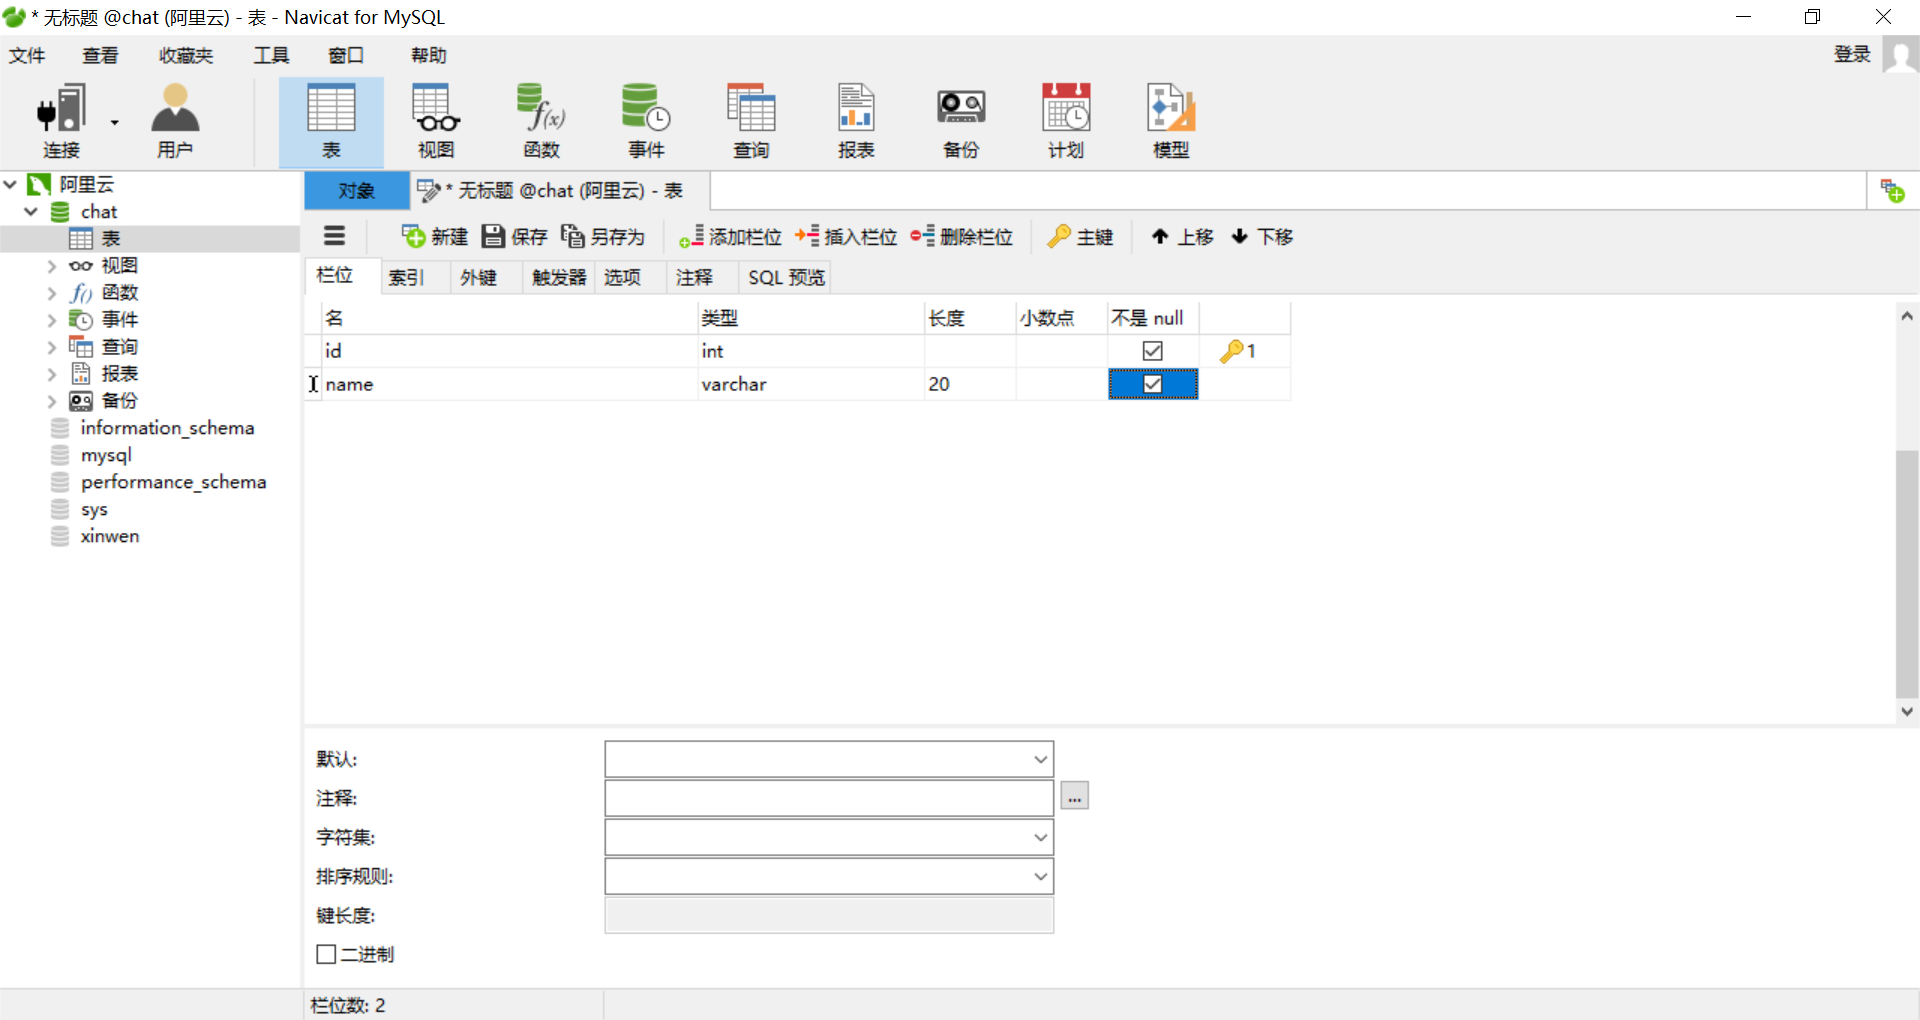 * 无标题 @chat (阿里云) - 表 - Navicat for MySQL
文件 查看 收藏夹 工具 窗口 帮助 登录
连接 用户 表 视图 函数 事件 查询 报表 备份 计划 模型
阿里云
chat
表
视图
函数
事件
查询
报表
备份
information_schema
mysql
performance_schema
sys
xinwen
对象 * 无标题 @chat (阿里云) - 表
新建 保存 另存为 添加栏位 插入栏位 删除栏位 主键 上移 下移
栏位 索引 外键 触发器 选项 注释 SQL 预览
名 类型 长度 小数点 不是 null
id int 1
name varchar 20
默认:
注释: ...
字符集:
排序规则:
键长度:
二进制
栏位数: 2